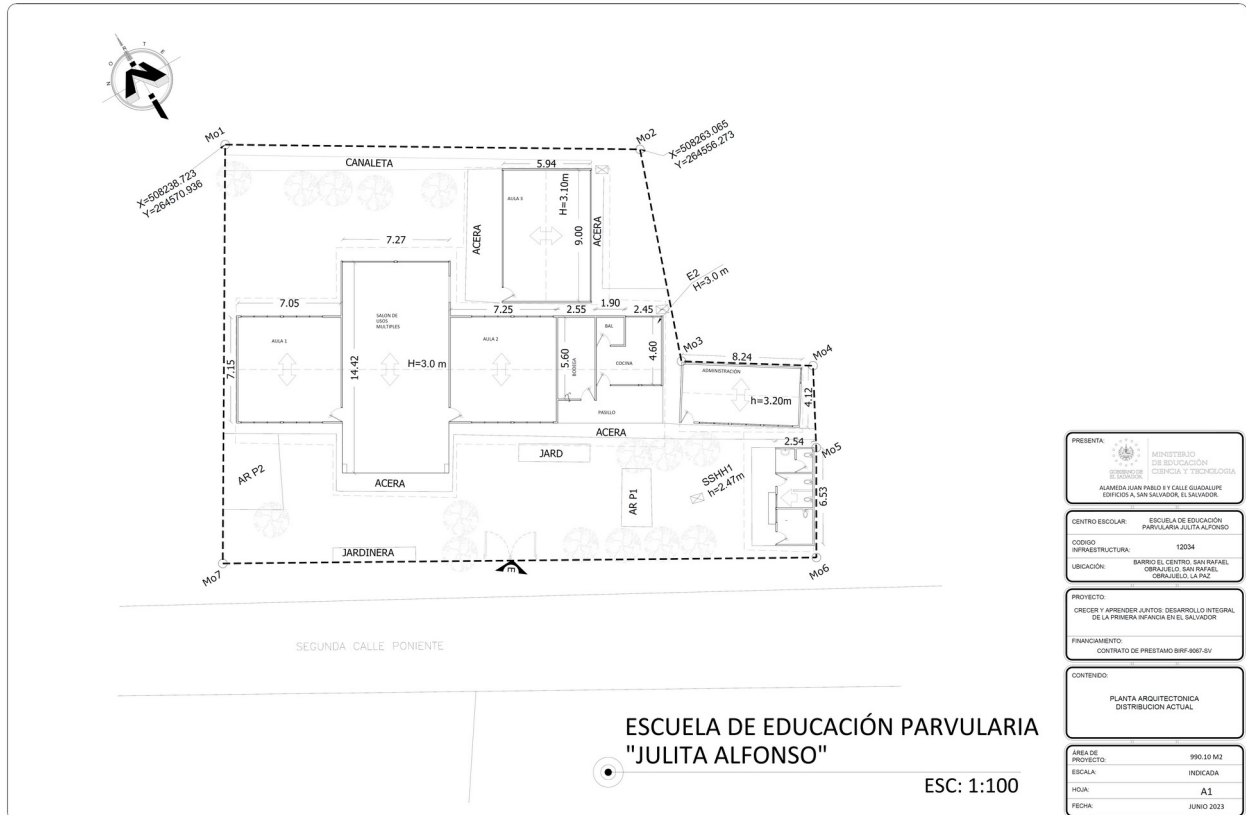 NORTE
Mo1
X=508238.723
Y=264570.936
Mo2
X=508263.065
Y=264556.273
CANALETA
5.94
AULA 3
H=3.10m
9.00
ACERA
ACERA
7.27
E2
H=3.0 m
7.05
7.25
2.55
1.90
2.45
SALON DE
USOS
MULTIPLES
AULA 1
AULA 2
BAL
7.15
14.42
H=3.0 m
5.60
BODEGA
COCINA
4.60
PASILLO
Mo3
8.24
Mo4
ADMINISTRACIÓN
h=3.20m
4.12
ACERA
2.54
Mo5
JARD
AR P2
ACERA
AR P1
SSHH1
h=2.47m
6.53
JARDINERA
E
Mo7
Mo6
SEGUNDA CALLE PONIENTE
ESCUELA DE EDUCACIÓN PARVULARIA
"JULITA ALFONSO"
ESC: 1:100
PRESENTA:
GOBIERNO DE
EL SALVADOR
MINISTERIO
DE EDUCACIÓN
CIENCIA Y TECNOLOGÍA
ALAMEDA JUAN PABLO II Y CALLE GUADALUPE
EDIFICIOS A, SAN SALVADOR, EL SALVADOR.
CENTRO ESCOLAR: ESCUELA DE EDUCACIÓN
PARVULARIA JULITA ALFONSO
CODIGO
INFRAESTRUCTURA: 12034
UBICACIÓN: BARRIO EL CENTRO, SAN RAFAEL
OBRAJUELO, SAN RAFAEL
OBRAJUELO, LA PAZ
PROYECTO:
CRECER Y APRENDER JUNTOS: DESARROLLO INTEGRAL
DE LA PRIMERA INFANCIA EN EL SALVADOR
FINANCIAMIENTO:
CONTRATO DE PRESTAMO BIRF-9067-SV
CONTENIDO:
PLANTA ARQUITECTONICA
DISTRIBUCION ACTUAL
ÁREA DE
PROYECTO: 990.10 M2
ESCALA: INDICADA
HOJA: A1
FECHA: JUNIO 2023